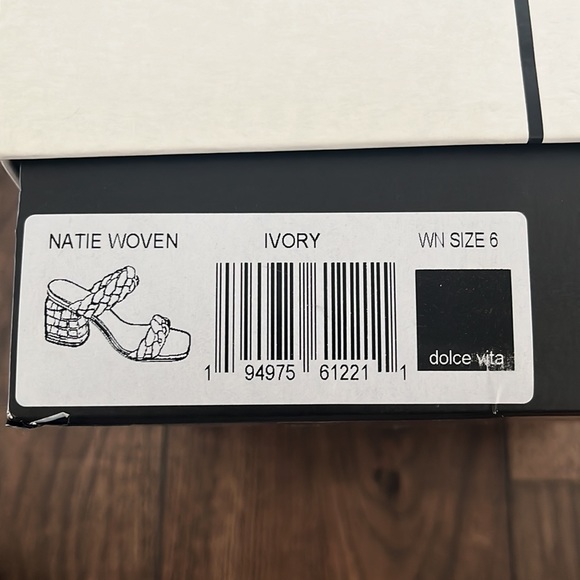 NATIE WOVEN IVORY WN SIZE 6
dolce vita
1 94975 61221 1